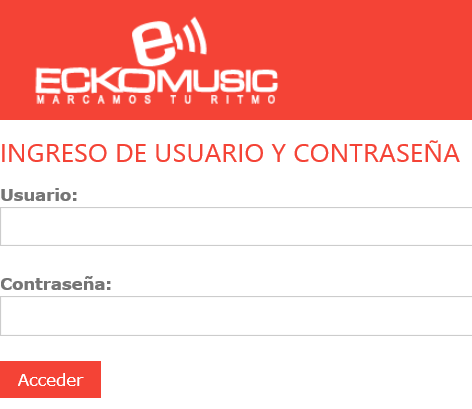 e
ECKOMUSIC
MARCAMOS TU RITMO
INGRESO DE USUARIO Y CONTRASEÑA
Usuario:
Contraseña:
Acceder